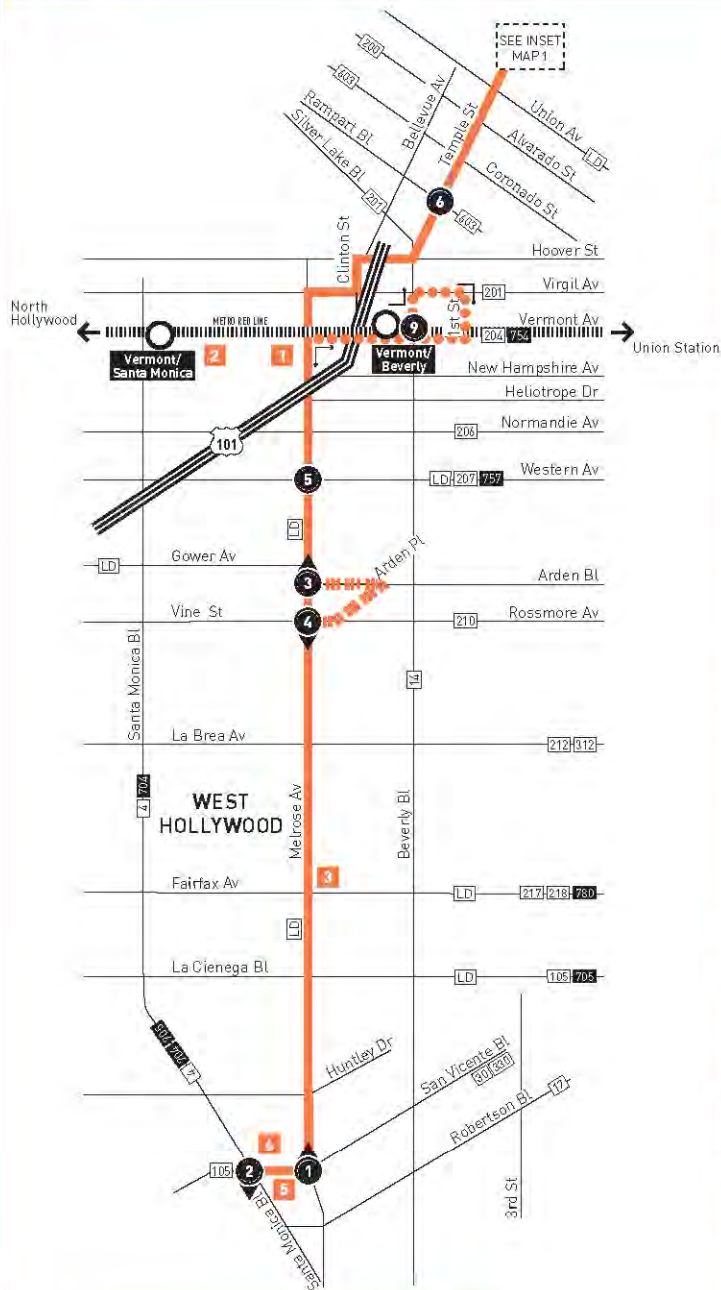 SEE INSET
MAP 1
200
603
Bellevue Av
Union Av
LD
Rampart Bl
Temple St
Alvarado St
Silver Lake Bl
Coronado St
201
6
603
Clinton St
Hoover St
Virgil Av
201
1st St
North
Hollywood
METRO RED LINE
9
Vermont Av
204 754
Union Station
Vermont/
Santa Monica
2
1
Vermont/
Beverly
New Hampshire Av
Heliotrope Dr
101
206
Normandie Av
5
LD 207 757
Western Av
LD
LD
Gower Av
Arden Pl
3
Arden Bl
Vine St
4
210
Rossmore Av
Santa Monica Bl
14
La Brea Av
212 312
4 704
WEST
HOLLYWOOD
Melrose Av
Beverly Bl
3
Fairfax Av
LD
217 218 780
LD
La Cienega Bl
LD
105 705
4 204 205
Huntley Dr
San Vicente Bl
30 330
Robertson Bl
17
4
105
2
1
5
Santa Monica Bl
3rd St